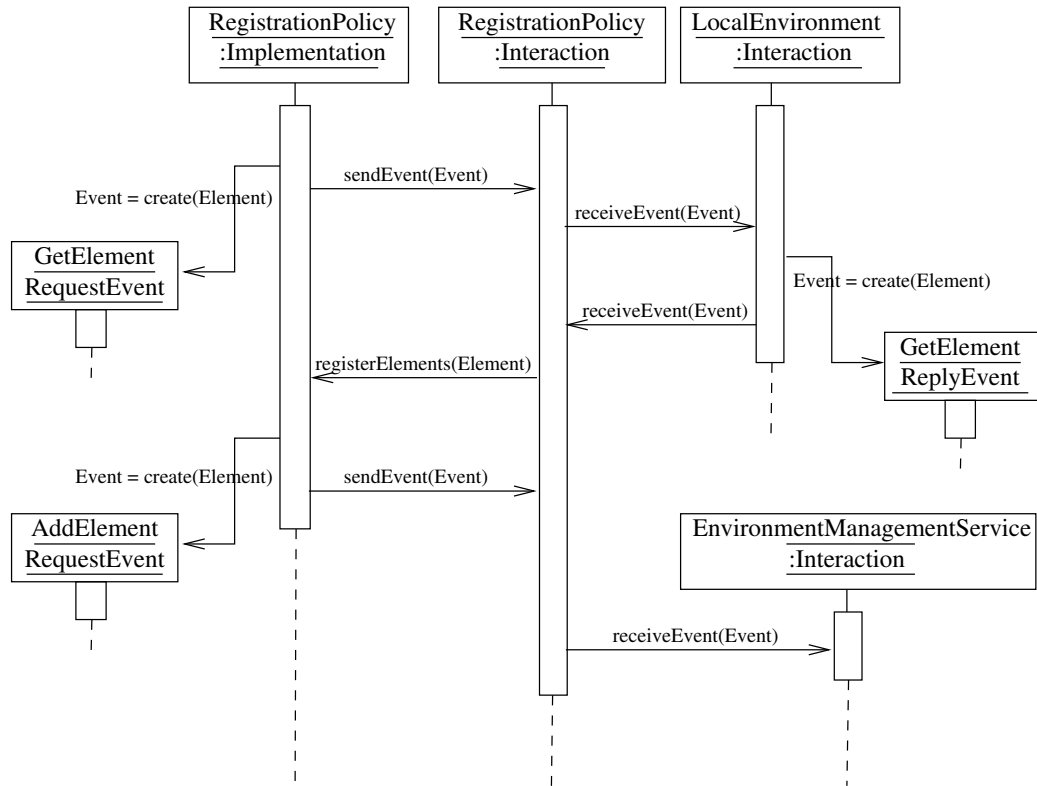 RegistrationPolicy
:Implementation
RegistrationPolicy
:Interaction
LocalEnvironment
:Interaction
sendEvent(Event)
Event = create(Element)
receiveEvent(Event)
GetElement
RequestEvent
Event = create(Element)
receiveEvent(Event)
GetElement
ReplyEvent
registerElements(Element)
Event = create(Element)
sendEvent(Event)
AddElement
RequestEvent
EnvironmentManagementService
:Interaction
receiveEvent(Event)